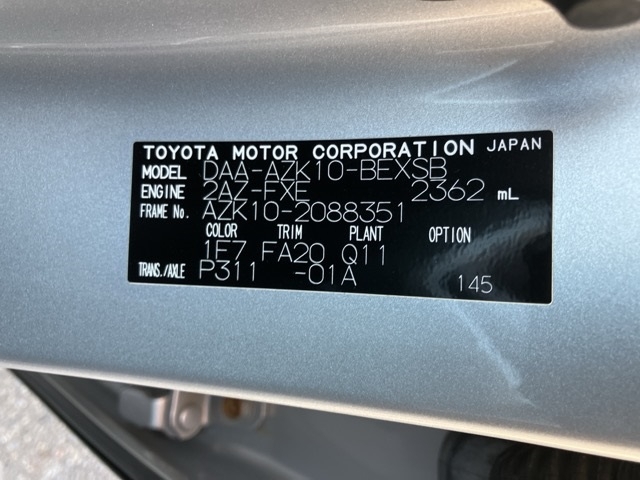 TOYOTA MOTOR CORPORATION JAPAN
MODEL DAA-AZK10-BEXSB
ENGINE 2AZ-FXE 2362 mL
FRAME No. AZK10-2088351
COLOR TRIM PLANT OPTION
1E7 FA20 Q11
TRANS./AXLE P311 -01A 145